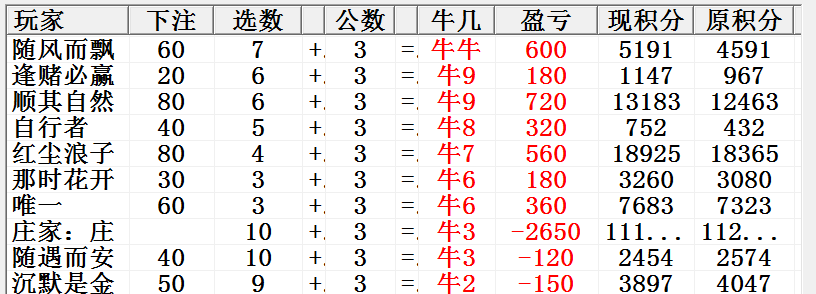 玩家 下注 选数 公数 牛几 盈亏 现积分 原积分
随风而飘 60 7 +. 3 =. 牛牛 600 5191 4591
逢赌必赢 20 6 +. 3 =. 牛9 180 1147 967
顺其自然 80 6 +. 3 =. 牛9 720 13183 12463
自行者 40 5 +. 3 =. 牛8 320 752 432
红尘浪子 80 4 +. 3 =. 牛7 560 18925 18365
那时花开 30 3 +. 3 =. 牛6 180 3260 3080
唯一 60 3 +. 3 =. 牛6 360 7683 7323
庄家：庄 10 +. 3 =. 牛3 -2650 111... 112...
随遇而安 40 10 +. 3 =. 牛3 -120 2454 2574
沉默是金 50 9 +. 3 =. 牛2 -150 3897 4047